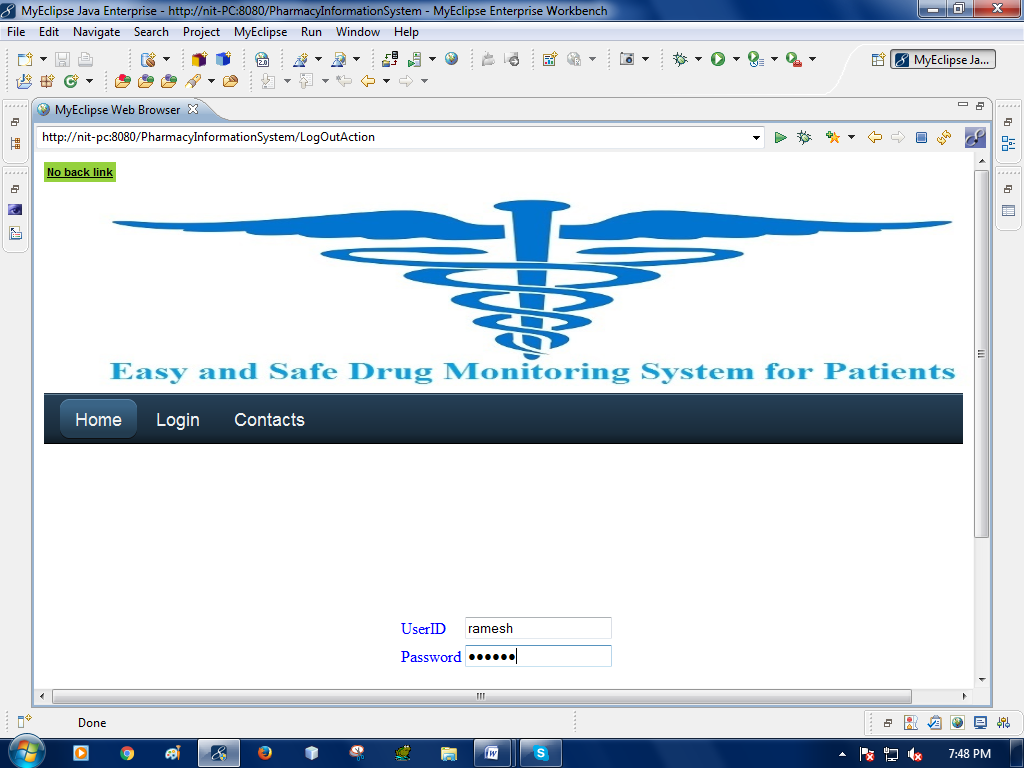 MyEclipse Java Enterprise - http://nit-PC:8080/PharmacyInformationSystem - MyEclipse Enterprise Workbench
File Edit Navigate Search Project MyEclipse Run Window Help
2.0
MyEclipse Ja...
MyEclipse Web Browser
http://nit-pc:8080/PharmacyInformationSystem/LogOutAction
No back link
Easy and Safe Drug Monitoring System for Patients
Home Login Contacts
UserID ramesh
Password ●●●●●●
Done
7:48 PM